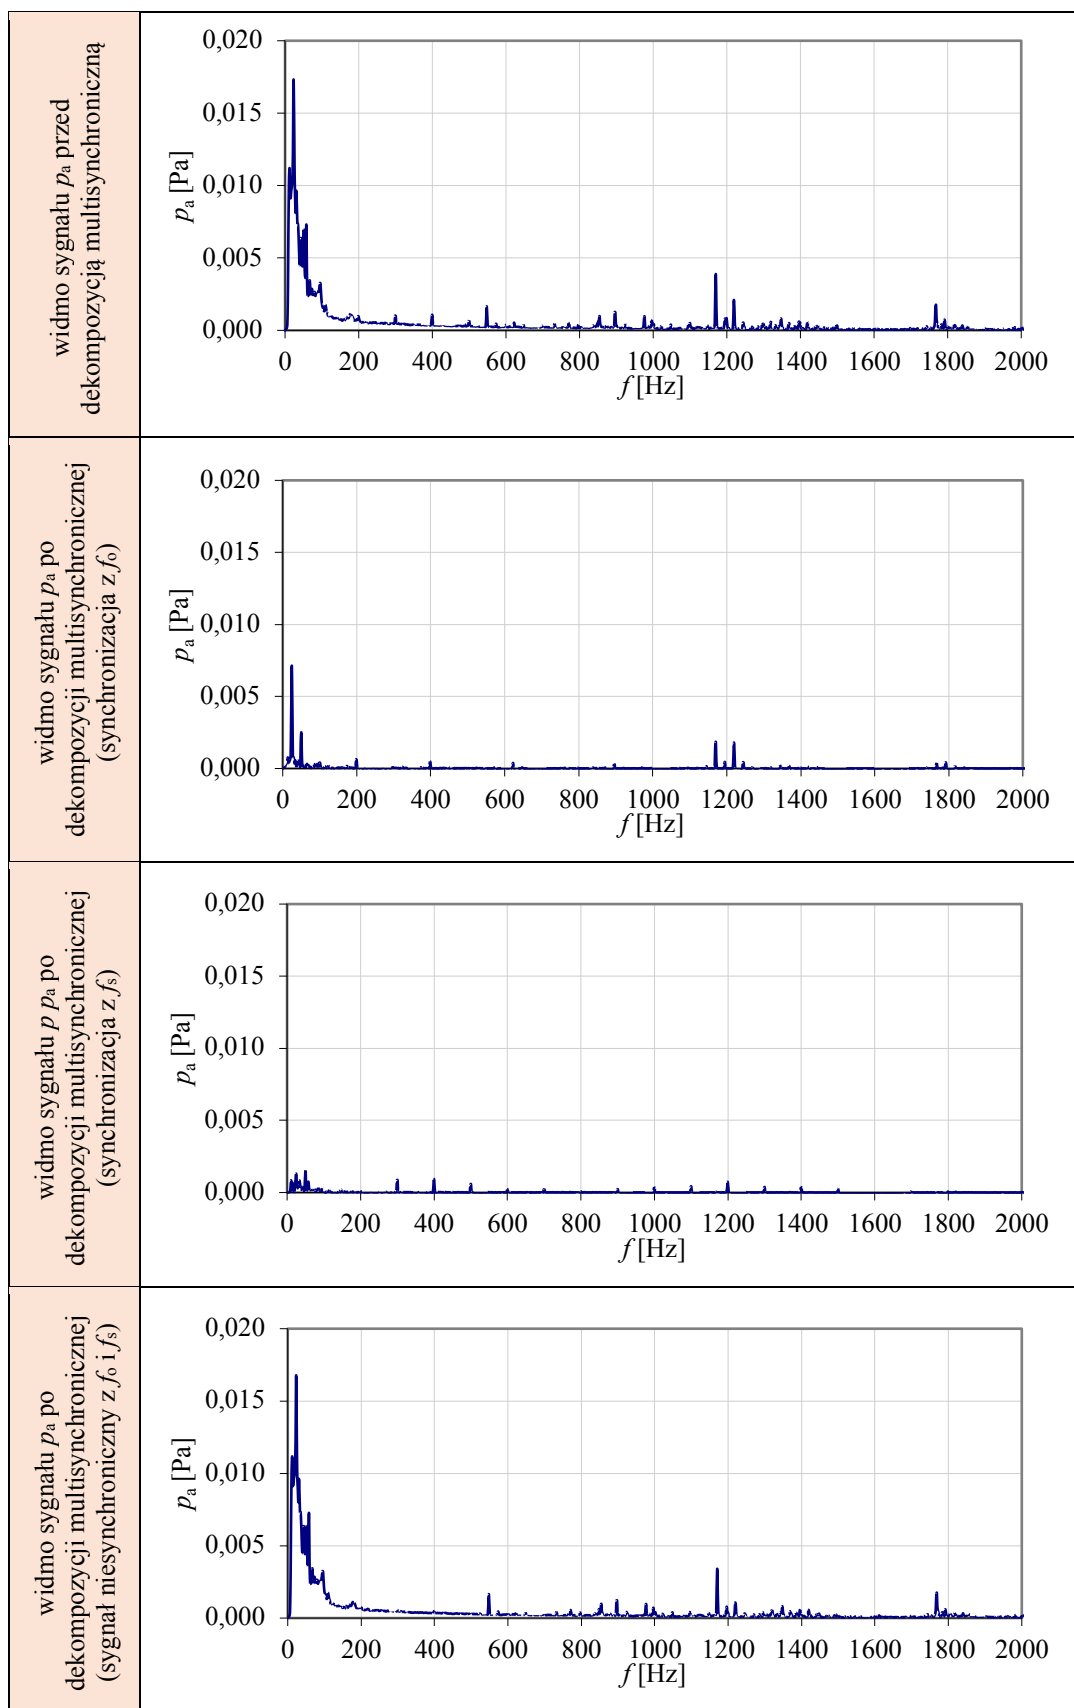 widmo sygnału pa przed
dekompozycją multisynchroniczną
0,020
0,015
0,010
0,005
0,000
pa [Pa]
0 200 400 600 800 1000 1200 1400 1600 1800 2000
f [Hz]
widmo sygnału pa po
dekompozycji multisynchronicznej
(synchronizacja z fo)
0,020
0,015
0,010
0,005
0,000
pa [Pa]
0 200 400 600 800 1000 1200 1400 1600 1800 2000
f [Hz]
widmo sygnału p pa po
dekompozycji multisynchronicznej
(synchronizacja z fs)
0,020
0,015
0,010
0,005
0,000
pa [Pa]
0 200 400 600 800 1000 1200 1400 1600 1800 2000
f [Hz]
widmo sygnału pa po
dekompozycji multisynchronicznej
(sygnał niesynchroniczny z fo i fs)
0,020
0,015
0,010
0,005
0,000
pa [Pa]
0 200 400 600 800 1000 1200 1400 1600 1800 2000
f [Hz]